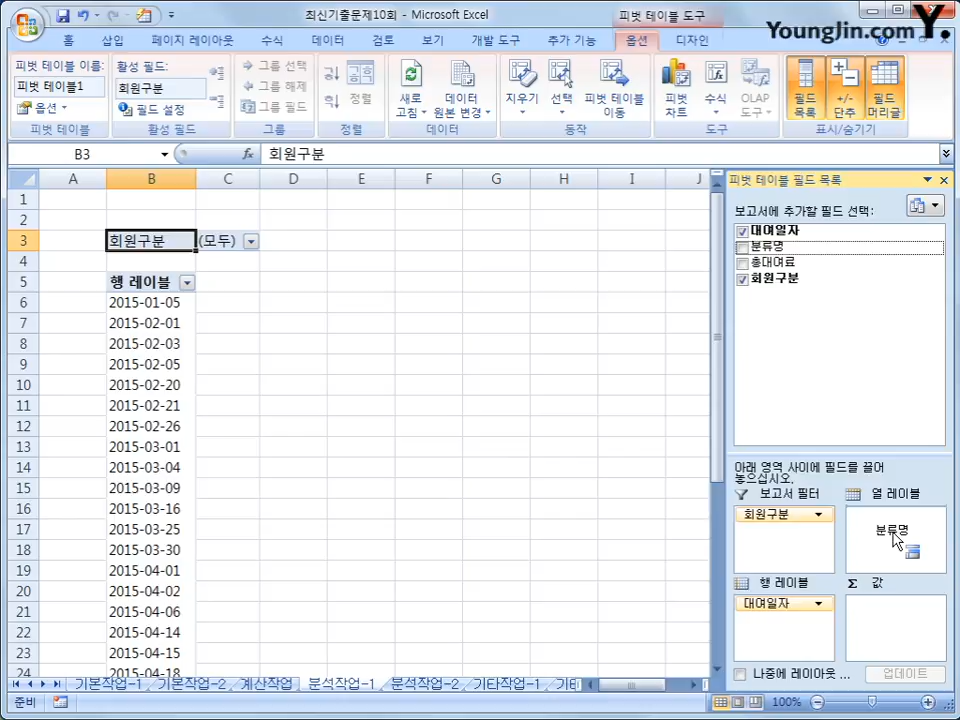 최신기출문제10회 - Microsoft Excel
피벗 테이블 도구
YoungJin.com Y.
홈 삽입 페이지 레이아웃 수식 데이터 검토 보기 개발 도구 추가 기능 옵션 디자인
피벗 테이블 이름:
피벗 테이블1
옵션
피벗 테이블
활성 필드:
회원구분
필드 설정
활성 필드
그룹 선택
그룹 해제
그룹 필드
그룹
정렬
정렬
새로 고침
데이터 원본 변경
데이터
지우기
선택
피벗 테이블 이동
동작
피벗 차트
수식
OLAP 도구
도구
필드 목록
+/- 단추
필드 머리글
표시/숨기기
B3 fx 회원구분
A B C D E F G H I J
1
2
3 회원구분 (모두)
4
5 행 레이블
6 2015-01-05
7 2015-02-01
8 2015-02-03
9 2015-02-05
10 2015-02-20
11 2015-02-21
12 2015-02-26
13 2015-03-01
14 2015-03-04
15 2015-03-09
16 2015-03-16
17 2015-03-25
18 2015-03-30
19 2015-04-01
20 2015-04-02
21 2015-04-06
22 2015-04-14
23 2015-04-15
24 2015-04-18
피벗 테이블 필드 목록
보고서에 추가할 필드 선택:
대여일자
분류명
총대여료
회원구분
아래 영역 사이에 필드를 끌어
놓으십시오.
보고서 필터 열 레이블
회원구분 분류명
행 레이블 Σ 값
대여일자
나중에 레이아웃 ... 업데이트
기본작업-1 기본작업-2 계산작업 분석작업-1 분석작업-2 기타작업-1
준비 100%